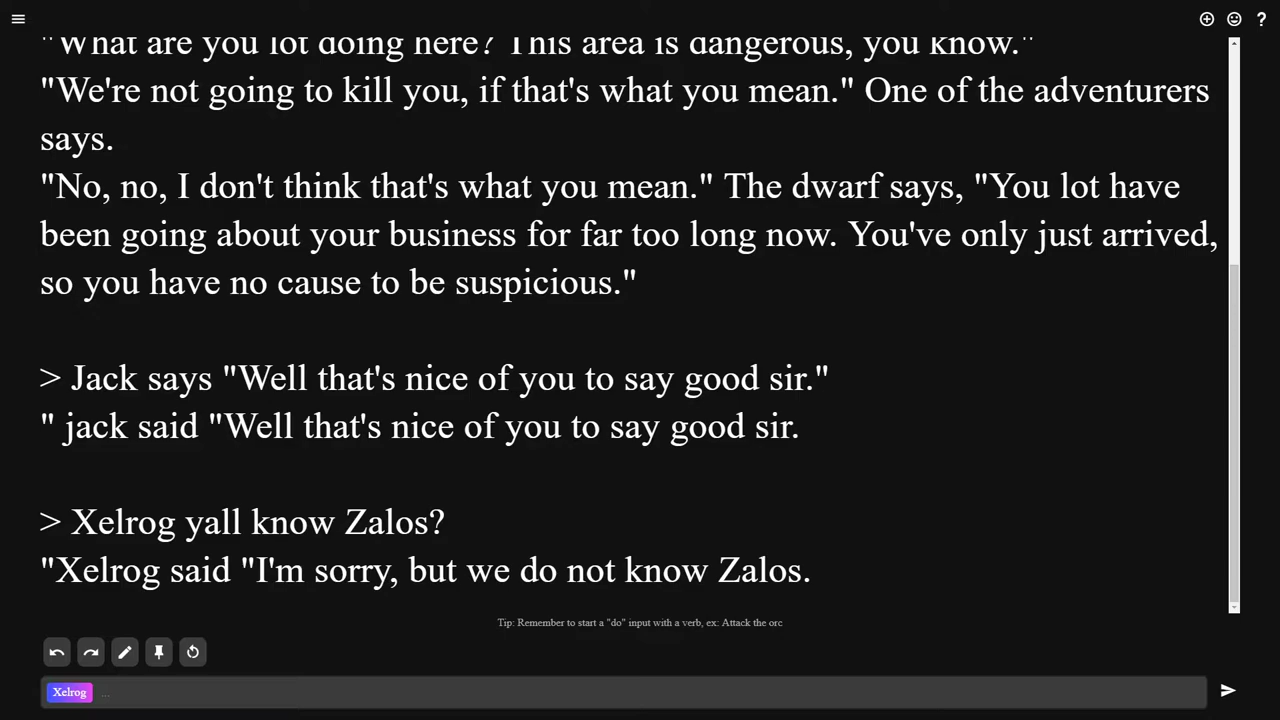 "What are you lot doing here? This area is dangerous, you know."
"We're not going to kill you, if that's what you mean." One of the adventurers
says.
"No, no, I don't think that's what you mean." The dwarf says, "You lot have
been going about your business for far too long now. You've only just arrived,
so you have no cause to be suspicious."
> Jack says "Well that's nice of you to say good sir."
" jack said "Well that's nice of you to say good sir.
> Xelrog yall know Zalos?
"Xelrog said "I'm sorry, but we do not know Zalos.
Tip: Remember to start a "do" input with a verb, ex: Attack the orc
Xelrog ...